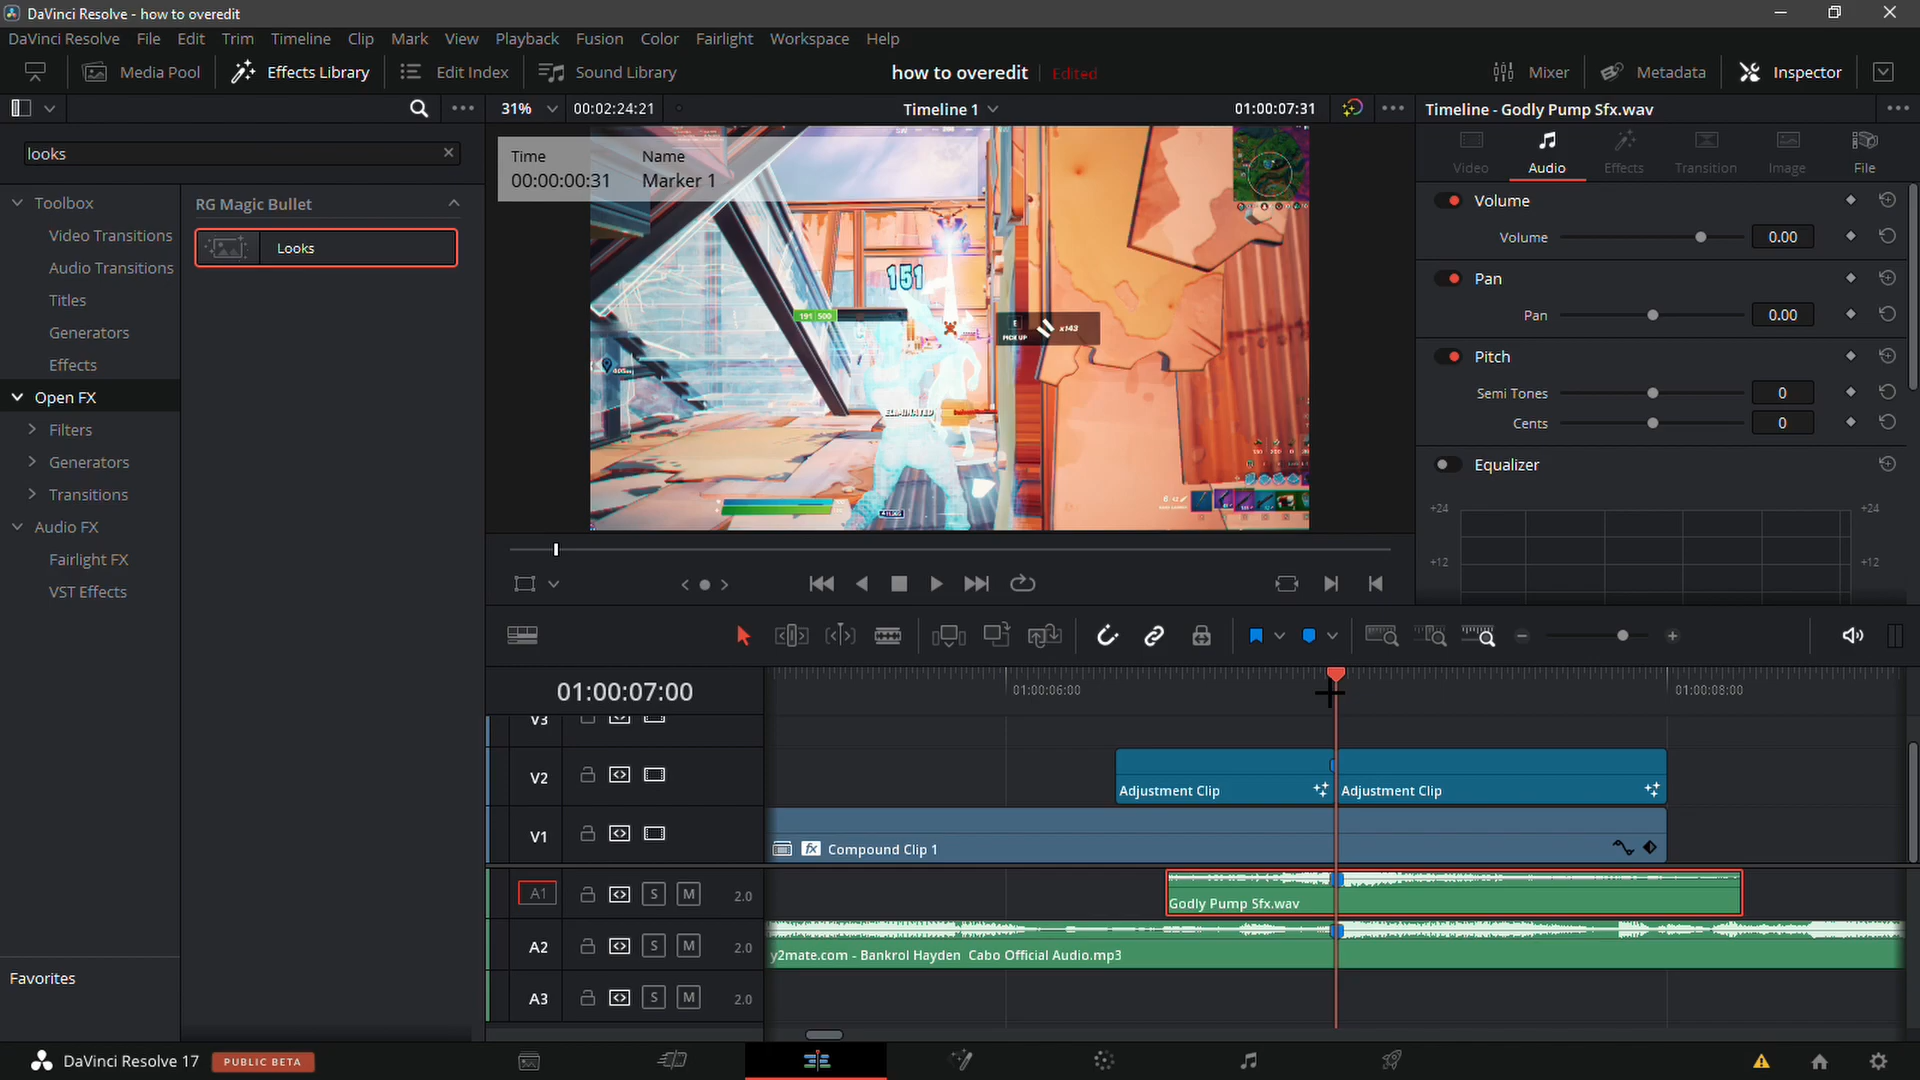 DaVinci Resolve - how to overedit
DaVinci Resolve File Edit Trim Timeline Clip Mark View Playback Fusion Color Fairlight Workspace Help
Media Pool Effects Library Edit Index Sound Library how to overedit Edited Mixer Metadata Inspector
31% 00:02:24:21 Timeline 1 01:00:07:31 Timeline - Godly Pump Sfx.wav
looks
Toolbox
Video Transitions
Audio Transitions
Titles
Generators
Effects
Open FX
Filters
Generators
Transitions
Audio FX
Fairlight FX
VST Effects
Favorites
RG Magic Bullet
Looks
Time Name
00:00:00:31 Marker 1
151
191 500
E
PICK UP
x143
ELIMINATED
Video Audio Effects Transition Image File
Volume
Volume 0.00
Pan
Pan 0.00
Pitch
Semi Tones 0
Cents 0
Equalizer
+24 +24
+12 +12
01:00:07:00 01:00:06:00 01:00:08:00
V3
V2 Adjustment Clip Adjustment Clip
V1 fx Compound Clip 1
A1 S M 2.0 Godly Pump Sfx.wav
A2 S M 2.0 y2mate.com - Bankrol Hayden Cabo Official Audio.mp3
A3 S M 2.0
DaVinci Resolve 17 PUBLIC BETA